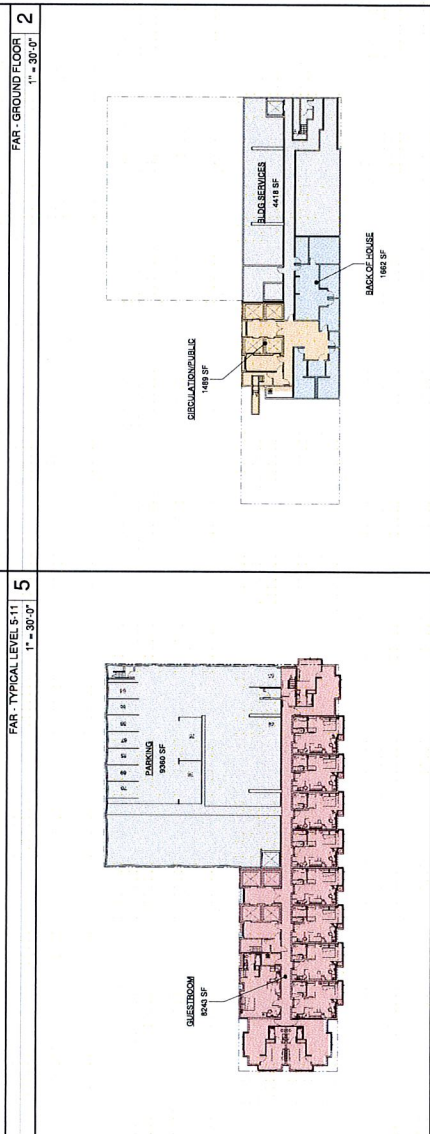 FAR - GROUND FLOOR
1" = 30'-0"
2
BLDG SERVICES
4418 SF
CIRCULATION/PUBLIC
1489 SF
BACK OF HOUSE
1662 SF
FAR - TYPICAL LEVEL 5-11
1" = 30'-0"
5
PARKING
9360 SF
GUESTROOM
8243 SF